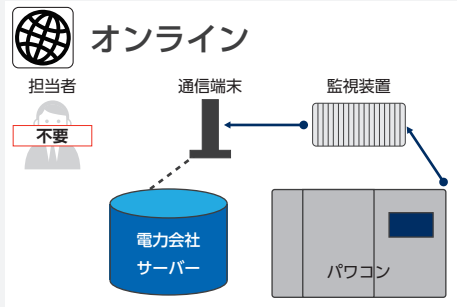 オンライン
担当者
通信端末
監視装置
不要
電力会社
サーバー
パワコン